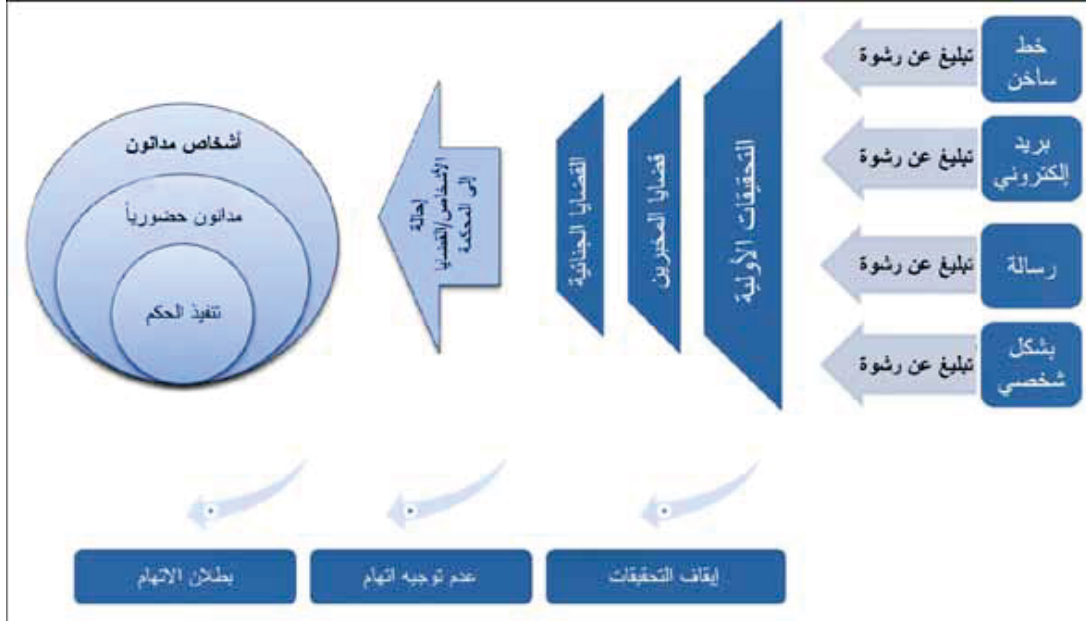 خط
ساخن
تبليغ عن رشوة
بريد
إلكتروني
تبليغ عن رشوة
رسالة
تبليغ عن رشوة
بشكل
شخصي
تبليغ عن رشوة
التحقيقات الأولية
قضايا المخبرين
القضايا الجنائية
إحالة
الأشخاص/القضايا
إلى المحكمة
أشخاص مدانون
مدانون حضورياً
تنفيذ الحكم
إيقاف التحقيقات
عدم توجيه اتهام
بطلان الاتهام